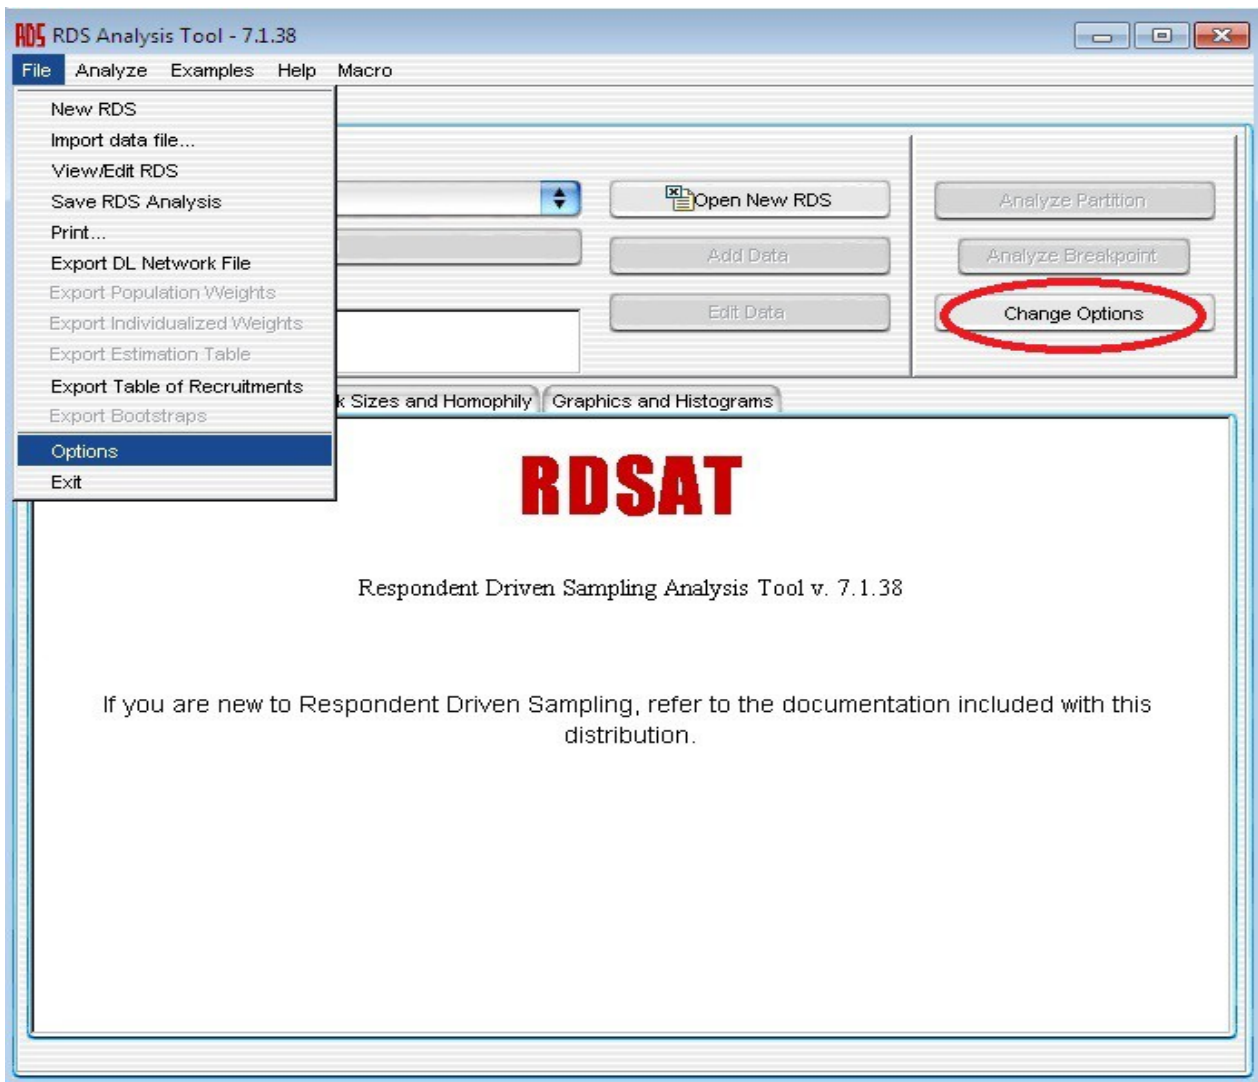 RDS RDS Analysis Tool - 7.1.38
File Analyze Examples Help Macro
New RDS
Import data file...
View/Edit RDS
Save RDS Analysis
Print...
Export DL Network File
Export Population Weights
Export Individualized Weights
Export Estimation Table
Export Table of Recruitments
Export Bootstraps
Options
Exit
Open New RDS
Add Data
Edit Data
Analyze Partition
Analyze Breakpoint
Change Options
k Sizes and Homophily Graphics and Histograms
RDSAT
Respondent Driven Sampling Analysis Tool v. 7.1.38
If you are new to Respondent Driven Sampling, refer to the documentation included with this
distribution.